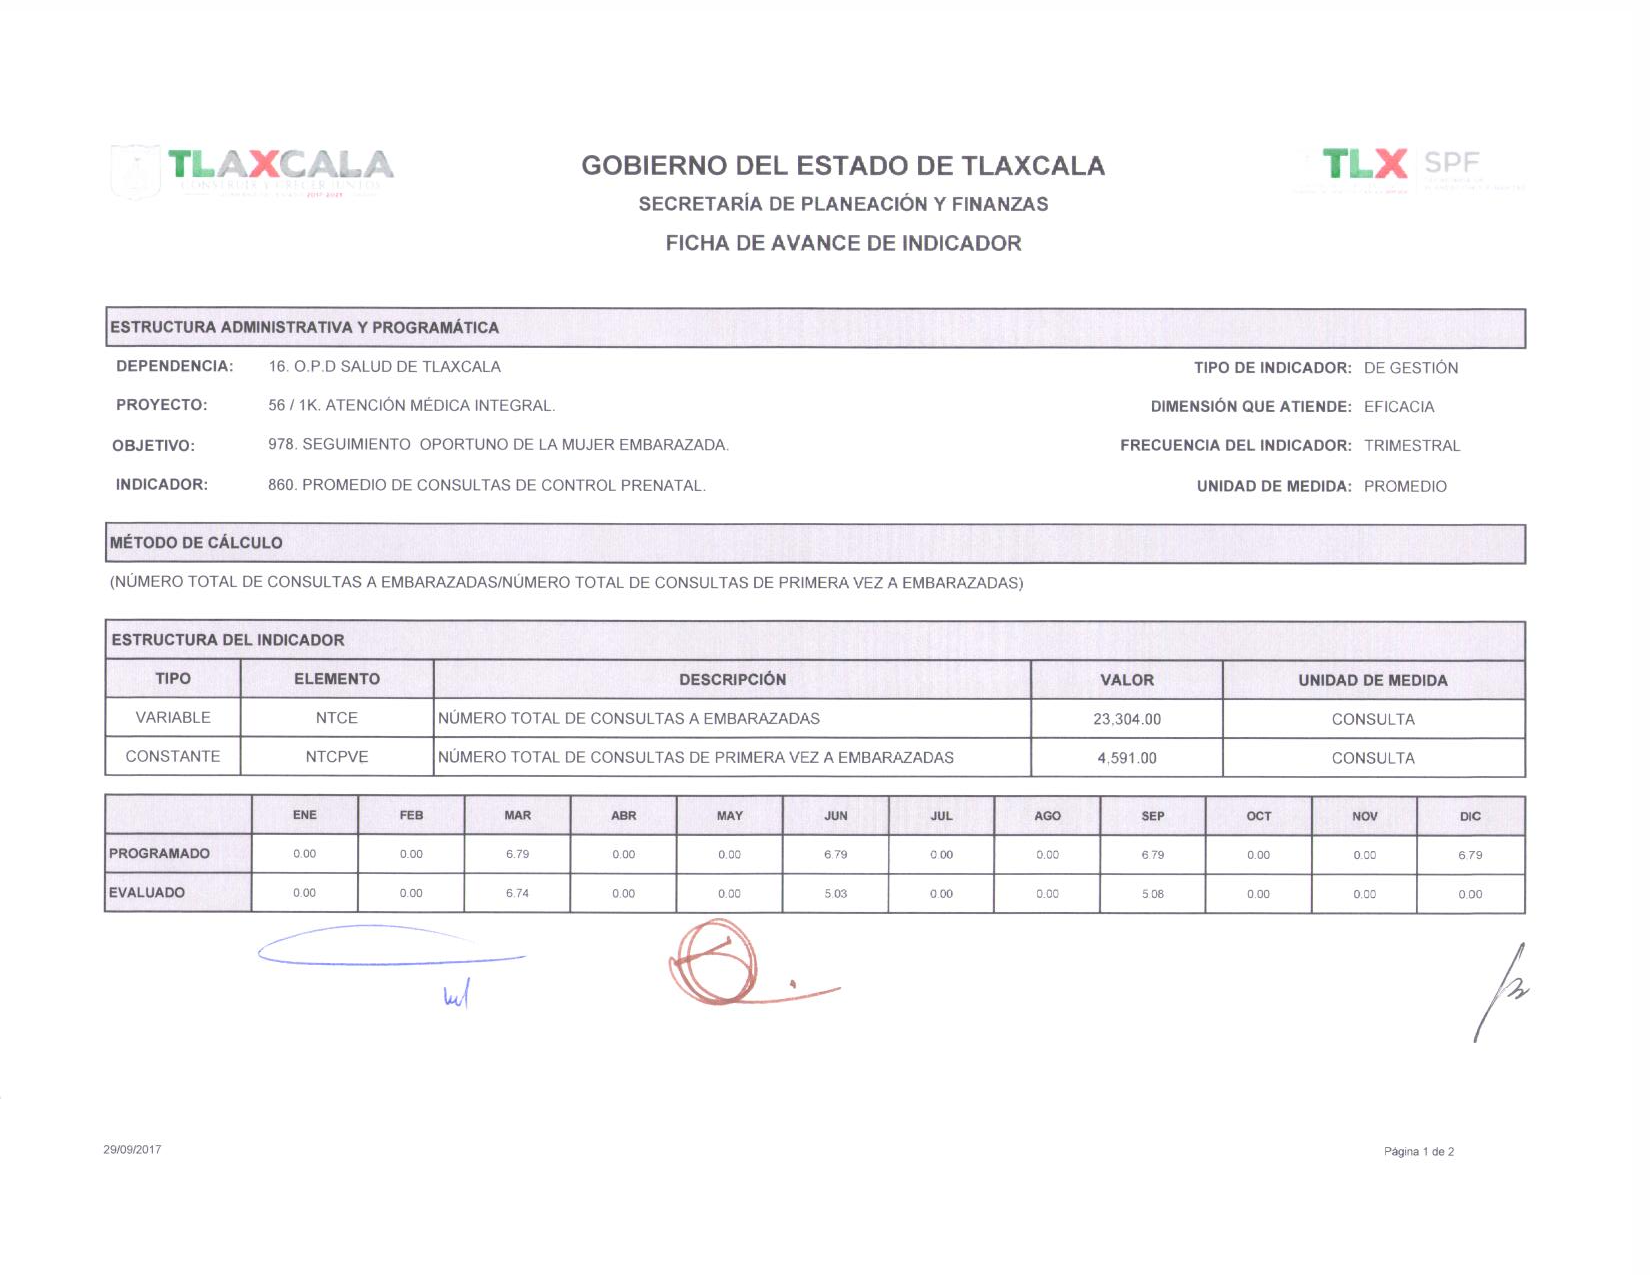 TLAXCALA
CONSTRUIR Y CRECER JUNTOS
GOBIERNO DEL ESTADO DE TLAXCALA
TLX SPF
SECRETARÍA DE PLANEACIÓN Y FINANZAS
FICHA DE AVANCE DE INDICADOR
ESTRUCTURA ADMINISTRATIVA Y PROGRAMÁTICA
DEPENDENCIA: 16. O.P.D SALUD DE TLAXCALA TIPO DE INDICADOR: DE GESTIÓN
PROYECTO: 56 / 1K. ATENCIÓN MÉDICA INTEGRAL. DIMENSIÓN QUE ATIENDE: EFICACIA
OBJETIVO: 978. SEGUIMIENTO OPORTUNO DE LA MUJER EMBARAZADA. FRECUENCIA DEL INDICADOR: TRIMESTRAL
INDICADOR: 860. PROMEDIO DE CONSULTAS DE CONTROL PRENATAL. UNIDAD DE MEDIDA: PROMEDIO
MÉTODO DE CÁLCULO
(NÚMERO TOTAL DE CONSULTAS A EMBARAZADAS/NÚMERO TOTAL DE CONSULTAS DE PRIMERA VEZ A EMBARAZADAS)
ESTRUCTURA DEL INDICADOR
TIPO ELEMENTO DESCRIPCIÓN VALOR UNIDAD DE MEDIDA
VARIABLE NTCE NÚMERO TOTAL DE CONSULTAS A EMBARAZADAS 23,304.00 CONSULTA
CONSTANTE NTCPVE NÚMERO TOTAL DE CONSULTAS DE PRIMERA VEZ A EMBARAZADAS 4,591.00 CONSULTA
ENE FEB MAR ABR MAY JUN JUL AGO SEP OCT NOV DIC
PROGRAMADO 0.00 0.00 6.79 0.00 0.00 6.79 0.00 0.00 6.79 0.00 0.00 6.79
EVALUADO 0.00 0.00 6.74 0.00 0.00 5.03 0.00 0.00 5.08 0.00 0.00 0.00
29/09/2017 Página 1 de 2